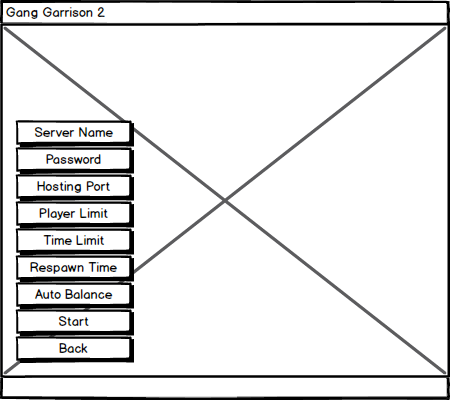 Gang Garrison 2
Server Name
Password
Hosting Port
Player Limit
Time Limit
Respawn Time
Auto Balance
Start
Back